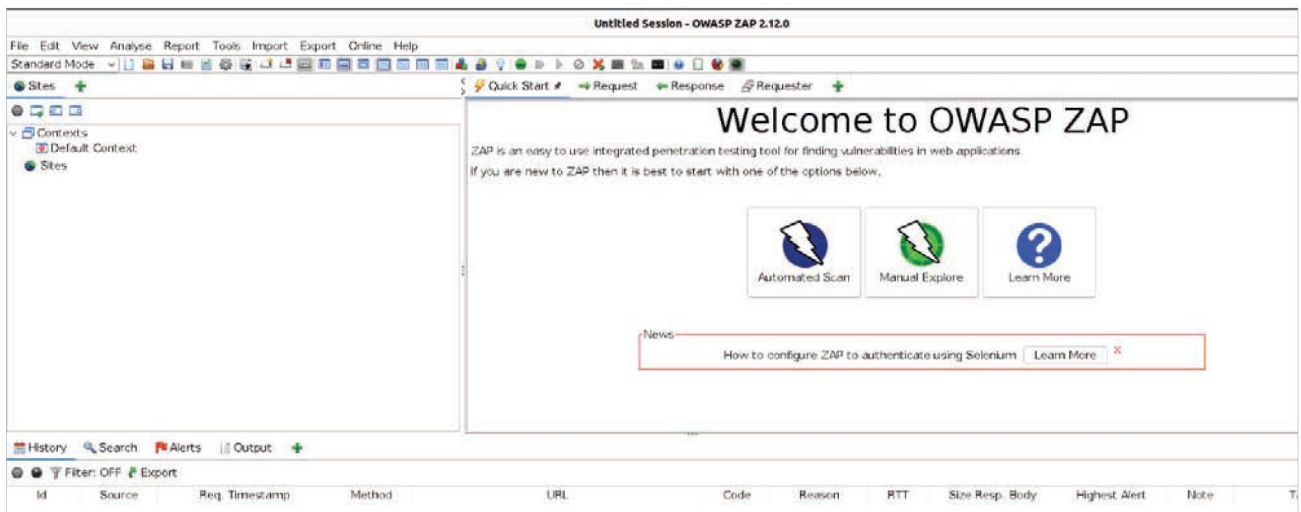 Untitled Session - OWASP ZAP 2.12.0
File Edit View Analyse Report Tools Import Export Online Help
Standard Mode
Sites
Quick Start Request Response Requester
Contexts
Default Context
Sites
Welcome to OWASP ZAP
ZAP is an easy to use integrated penetration testing tool for finding vulnerabilities in web applications.
If you are new to ZAP then it is best to start with one of the options below.
Automated Scan Manual Explore Learn More
News
How to configure ZAP to authenticate using Selenium Learn More X
History Search Alerts Output
Filter: OFF Export
Id Source Req. Timestamp Method URL Code Reason RTT Size Resp. Body Highest Alert Note